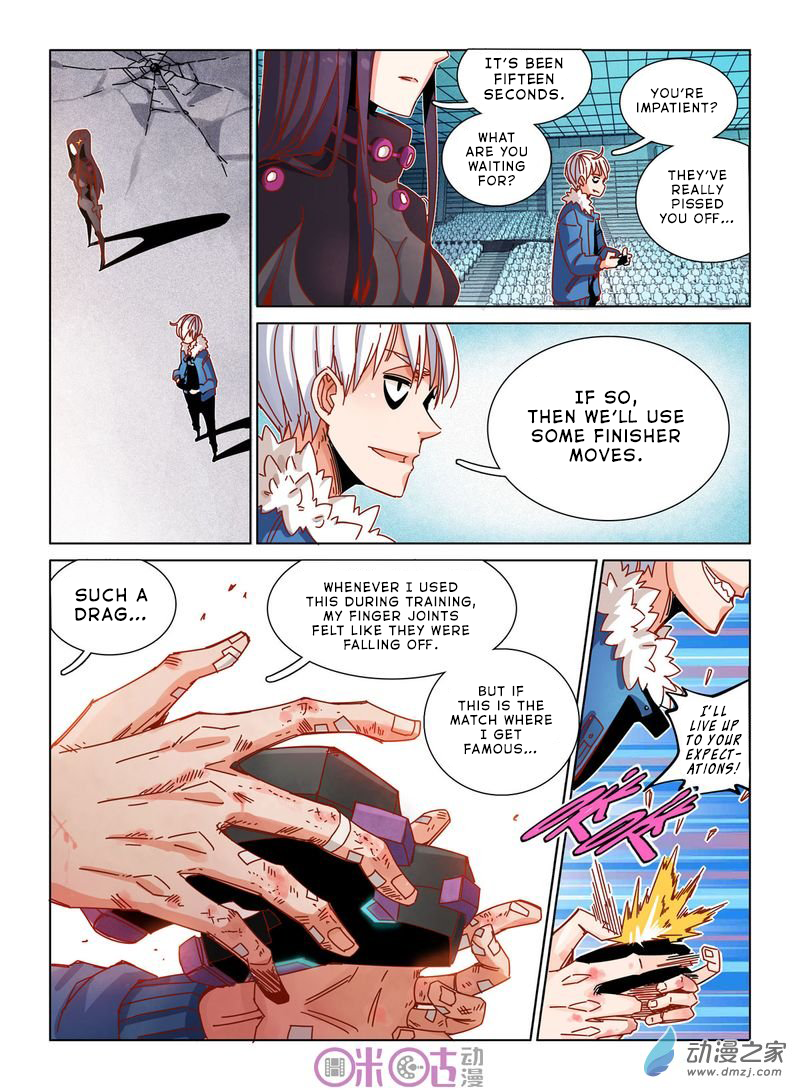 IT'S BEEN
FIFTEEN
SECONDS.
WHAT
ARE YOU
WAITING
FOR?
YOU'RE
IMPATIENT?
THEY'VE
REALLY
PISSED
YOU OFF...
IF SO,
THEN WE'LL USE
SOME FINISHER
MOVES.
SUCH A
DRAG...
WHENEVER I USED
THIS DURING TRAINING,
MY FINGER JOINTS
FELT LIKE THEY WERE
FALLING OFF.
BUT IF
THIS IS THE
MATCH WHERE
I GET
FAMOUS...
I'LL
LIVE UP
TO YOUR
EXPECT-
ATIONS!
咪咕动漫
动漫之家
www.dmzj.com